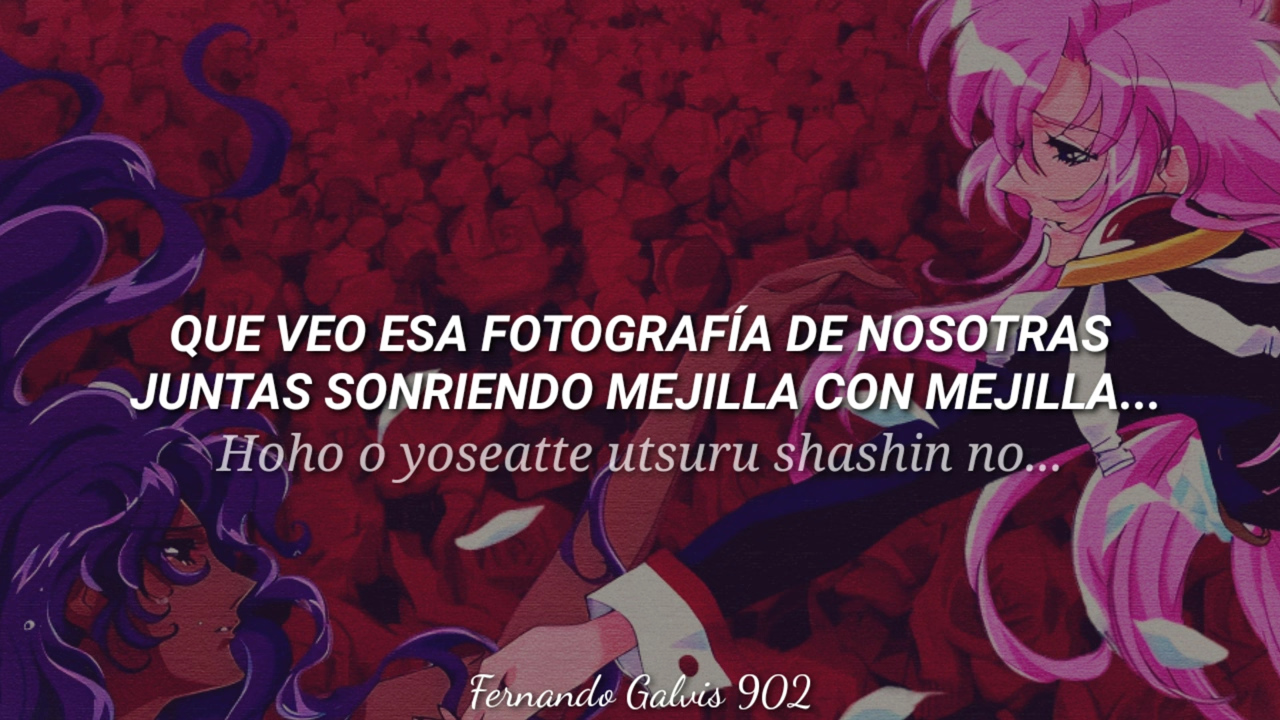 QUE VEO ESA FOTOGRAFÍA DE NOSOTRAS
JUNTAS SONRIENDO MEJILLA CON MEJILLA...
Hoho o yoseatte utsuru shashin no...
Fernando Galvis 902